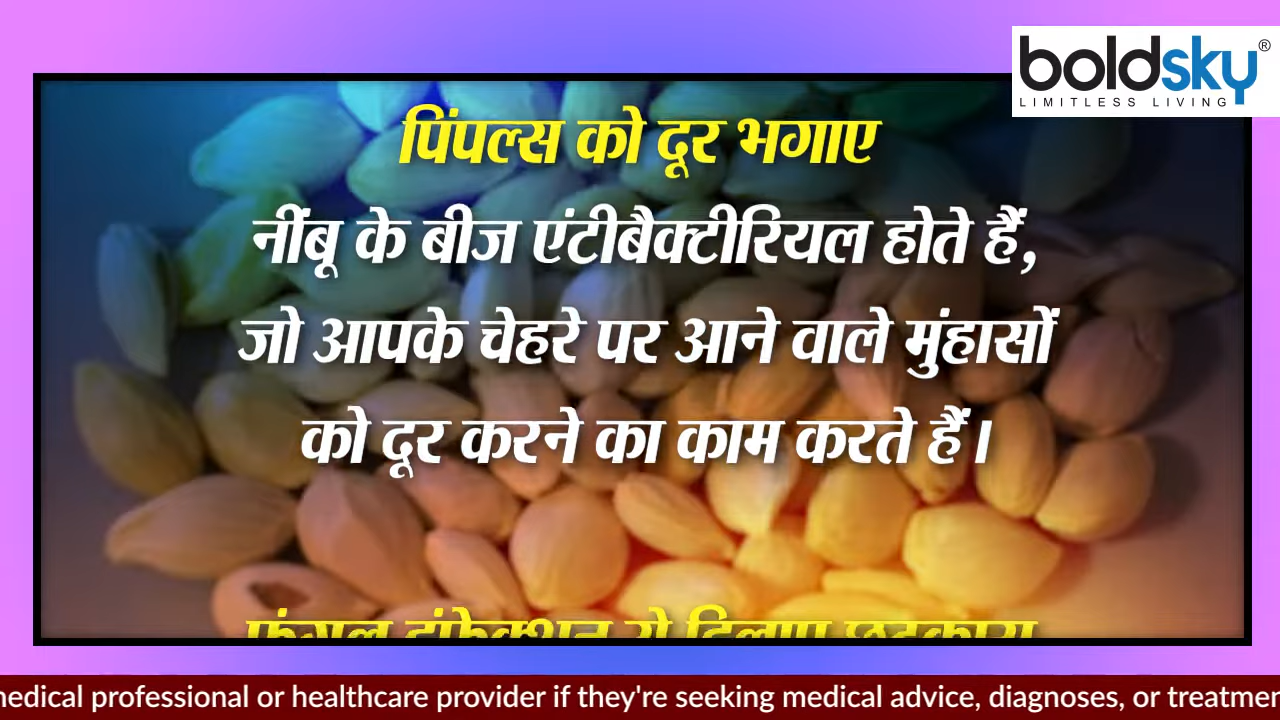 boldsky®
LIMITLESS LIVING
पिंपल्स को दूर भगाए
नींबू के बीज एंटीबैक्टीरियल होते हैं,
जो आपके चेहरे पर आने वाले मुंहासों
को दूर करने का काम करते हैं।
medical professional or healthcare provider if they're seeking medical advice, diagnoses, or